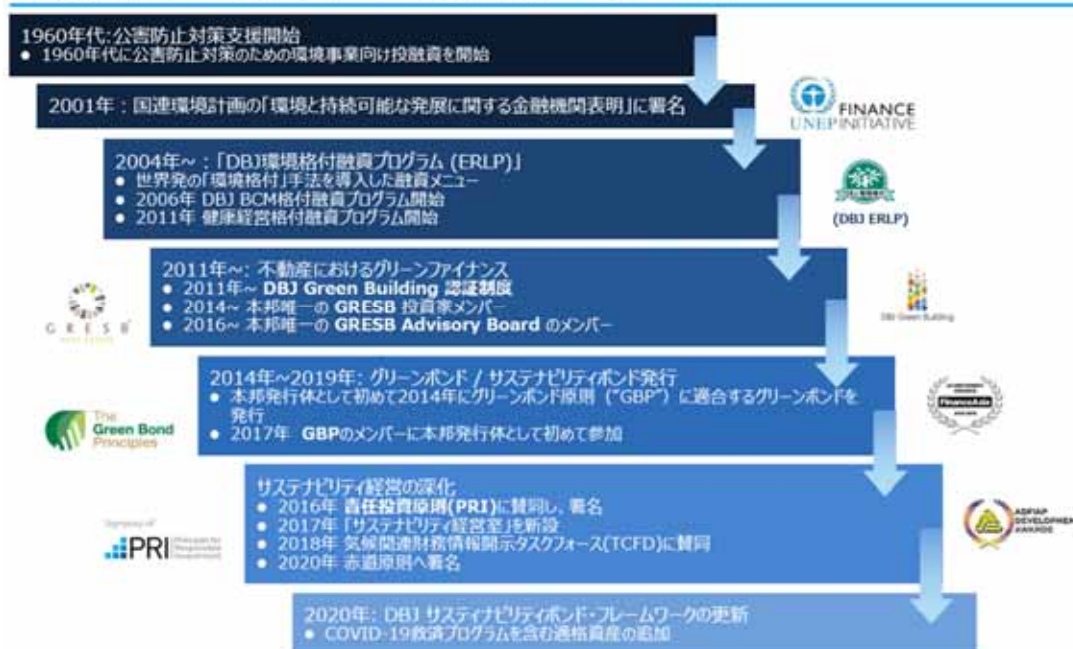 1960年代:公害防止対策支援開始
● 1960年代に公害防止対策のための環境事業向け投融資を開始
2001年:国連環境計画の「環境と持続可能な発展に関する金融機関表明」に署名
UNEP FINANCE INITIATIVE
2004年~:「DBJ環境格付融資プログラム (ERLP)」
● 世界発の「環境格付」手法を導入した融資メニュー
● 2006年 DBJ BCM格付融資プログラム開始
● 2011年 健康経営格付融資プログラム開始
(DBJ ERLP)
2011年~: 不動産におけるグリーンファイナンス
● 2011年~ DBJ Green Building 認証制度
● 2014~ 本邦唯一の GRESB 投資家メンバー
● 2016~ 本邦唯一の GRESB Advisory Board のメンバー
GRESB
DBJ Green Building
2014年~2019年: グリーンボンド / サステナビリティボンド発行
● 本邦発行体として初めて2014年にグリーンボンド原則("GBP")に適合するグリーンボンドを
発行
● 2017年 GBPのメンバーに本邦発行体として初めて参加
The
Green Bond
Principles
FinanceAsia
サステナビリティ経営の深化
● 2016年 責任投資原則(PRI)に賛同し、署名
● 2017年「サステナビリティ経営室」を新設
● 2018年 気候関連財務情報開示タスクフォース(TCFD)に賛同
● 2020年 赤道原則へ署名
Signatory of
PRI Principles for
Responsible
Investment
ADFIAP
DEVELOPMENT
AWARDS
2020年: DBJ サスティナビリティボンド・フレームワークの更新
● COVID-19救済プログラムを含む適格資産の追加